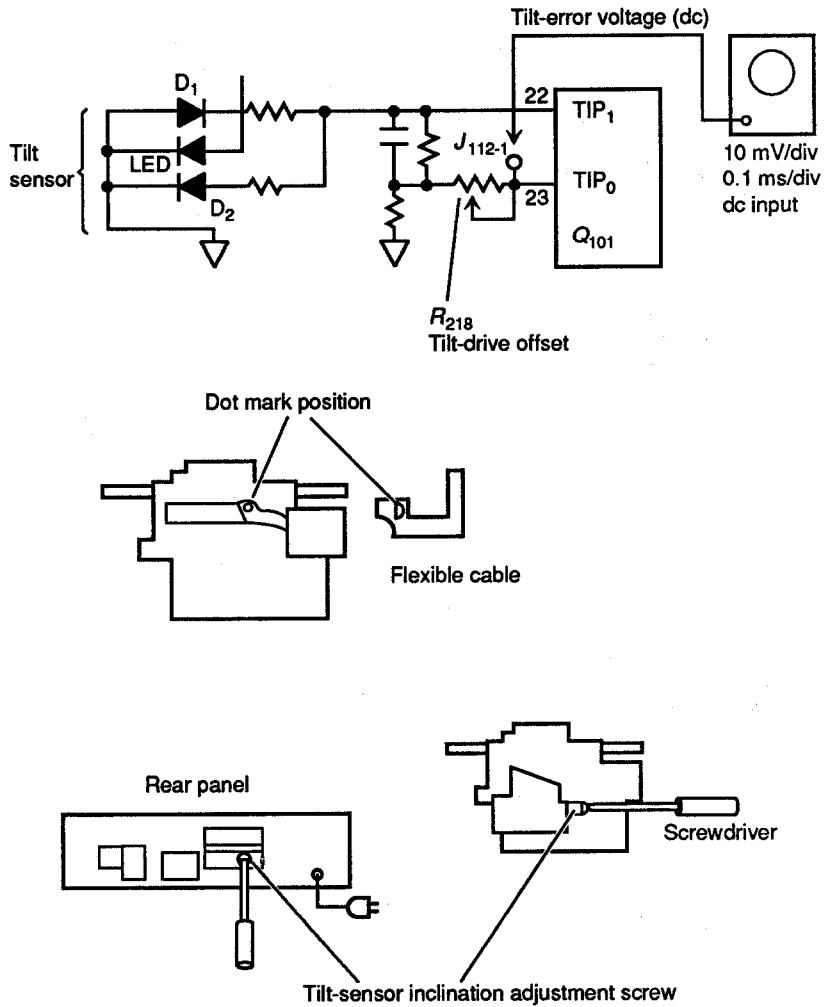 Tilt-error voltage (dc)
D1
22
TIP1
Tilt
sensor
LED
J112-1
10 mV/div
0.1 ms/div
dc input
TIP0
D2
23
Q101
R218
Tilt-drive offset
Dot mark position
Flexible cable
Rear panel
Screwdriver
Tilt-sensor inclination adjustment screw